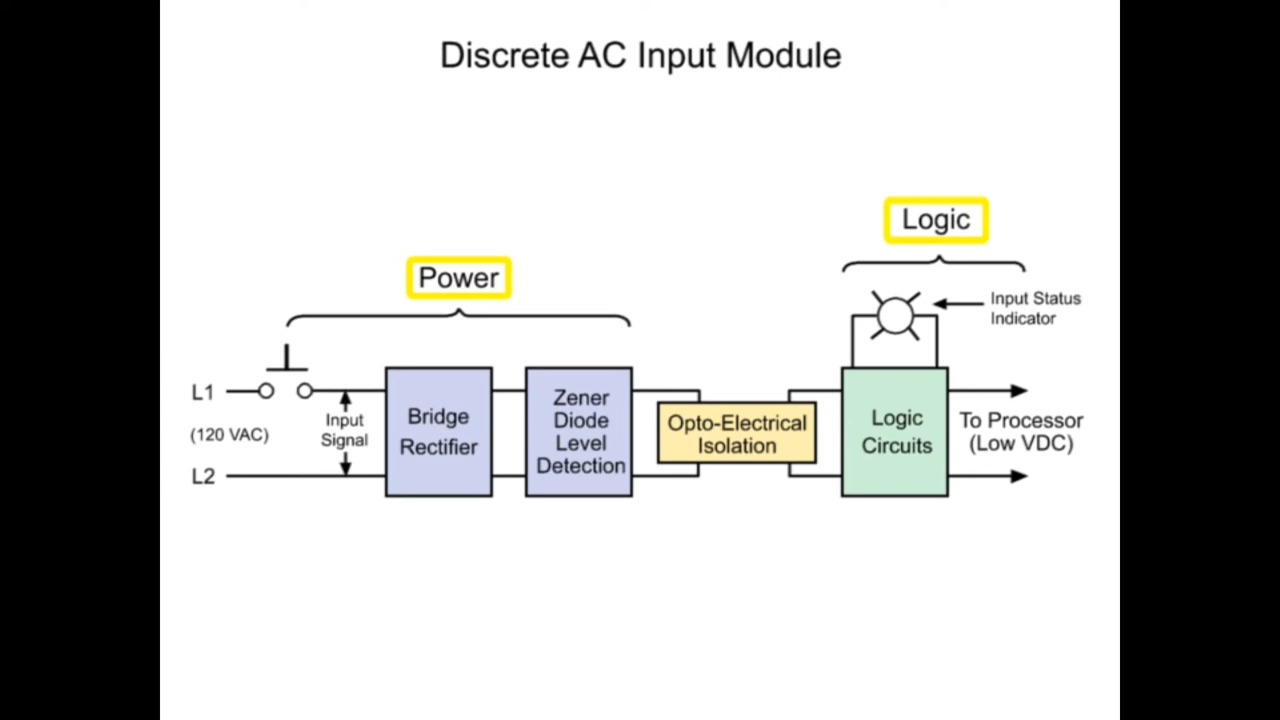 Discrete AC Input Module
Logic
Power
Input Status
Indicator
L1
(120 VAC)
L2
Input
Signal
Bridge
Rectifier
Zener
Diode
Level
Detection
Opto-Electrical
Isolation
Logic
Circuits
To Processor
(Low VDC)